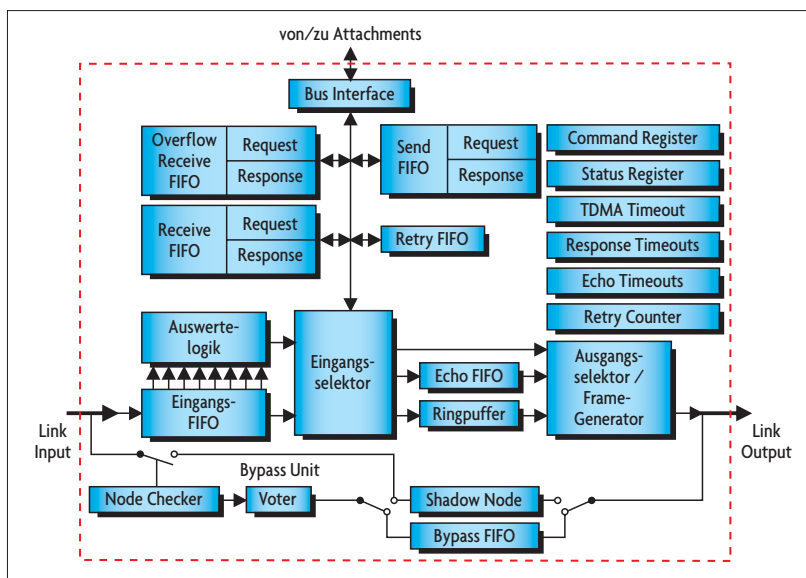 von/zu Attachments
Bus Interface
Overflow
Receive
FIFO
Request
Response
Send
FIFO
Request
Response
Command Register
Status Register
TDMA Timeout
Response Timeouts
Echo Timeouts
Retry Counter
Receive
FIFO
Request
Response
Retry FIFO
Auswerte-
logik
Eingangs-
selektor
Echo FIFO
Ausgangs-
selektor /
Frame-
Generator
Eingangs-
FIFO
Ringpuffer
Link
Input
Link
Output
Bypass Unit
Node Checker
Voter
Shadow Node
Bypass FIFO